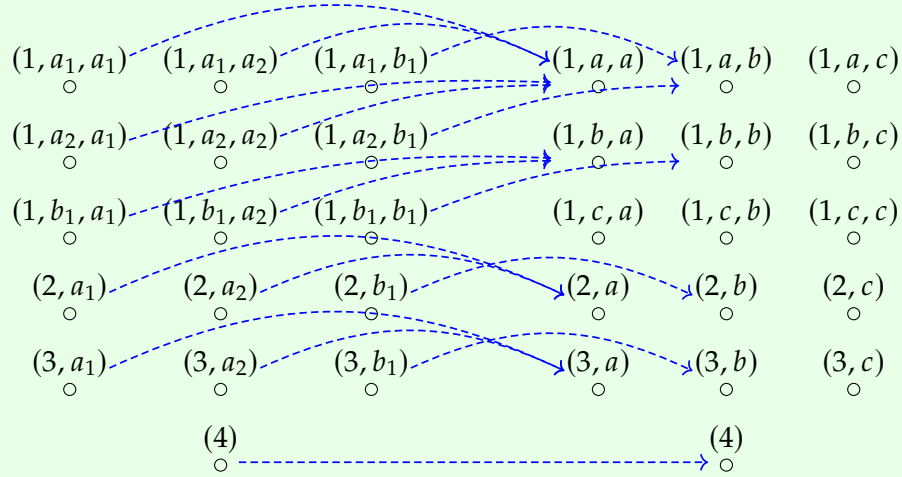 (1, a₁, a₁) (1, a₁, a₂) (1, a₁, b₁) (1, a, a) (1, a, b) (1, a, c)
(1, a₂, a₁) (1, a₂, a₂) (1, a₂, b₁) (1, b, a) (1, b, b) (1, b, c)
(1, b₁, a₁) (1, b₁, a₂) (1, b₁, b₁) (1, c, a) (1, c, b) (1, c, c)
(2, a₁) (2, a₂) (2, b₁) (2, a) (2, b) (2, c)
(3, a₁) (3, a₂) (3, b₁) (3, a) (3, b) (3, c)
(4) (4)